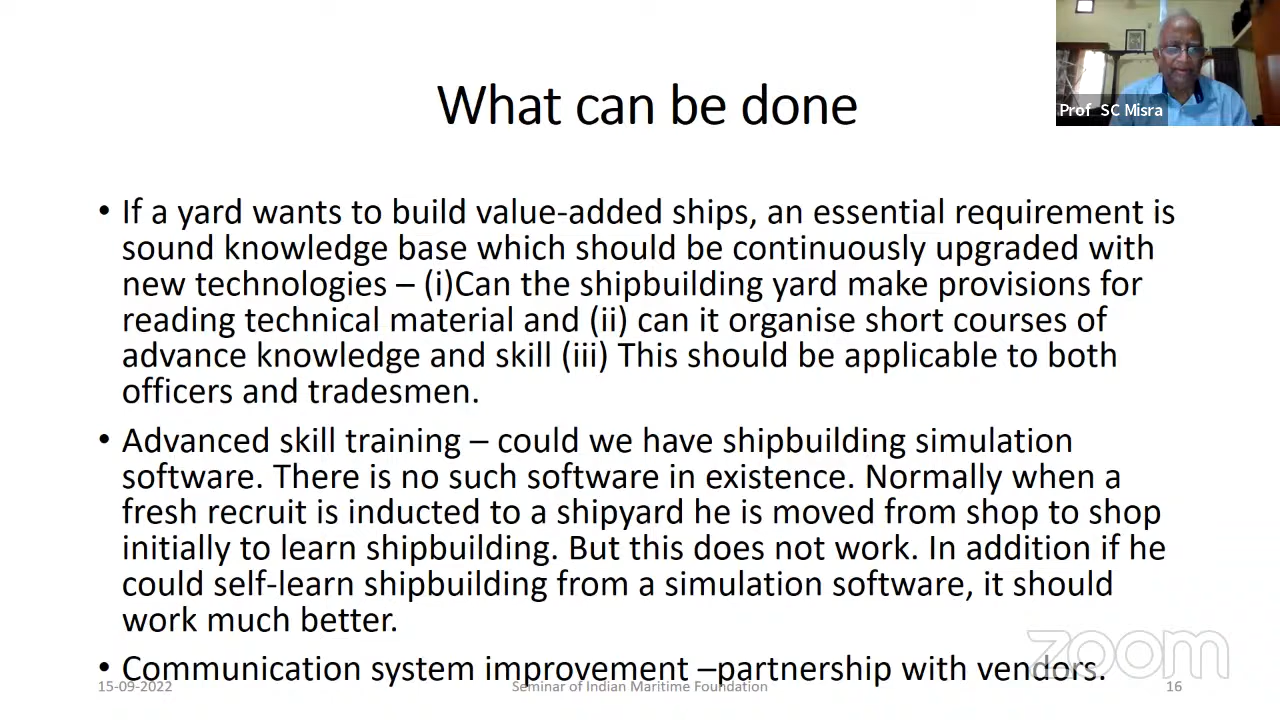 Prof SC Misra
What can be done
• If a yard wants to build value-added ships, an essential requirement is
sound knowledge base which should be continuously upgraded with
new technologies – (i)Can the shipbuilding yard make provisions for
reading technical material and (ii) can it organise short courses of
advance knowledge and skill (iii) This should be applicable to both
officers and tradesmen.
• Advanced skill training – could we have shipbuilding simulation
software. There is no such software in existence. Normally when a
fresh recruit is inducted to a shipyard he is moved from shop to shop
initially to learn shipbuilding. But this does not work. In addition if he
could self-learn shipbuilding from a simulation software, it should
work much better.
• Communication system improvement –partnership with vendors.
zoom
15-09-2022 Seminar of Indian Maritime Foundation 16